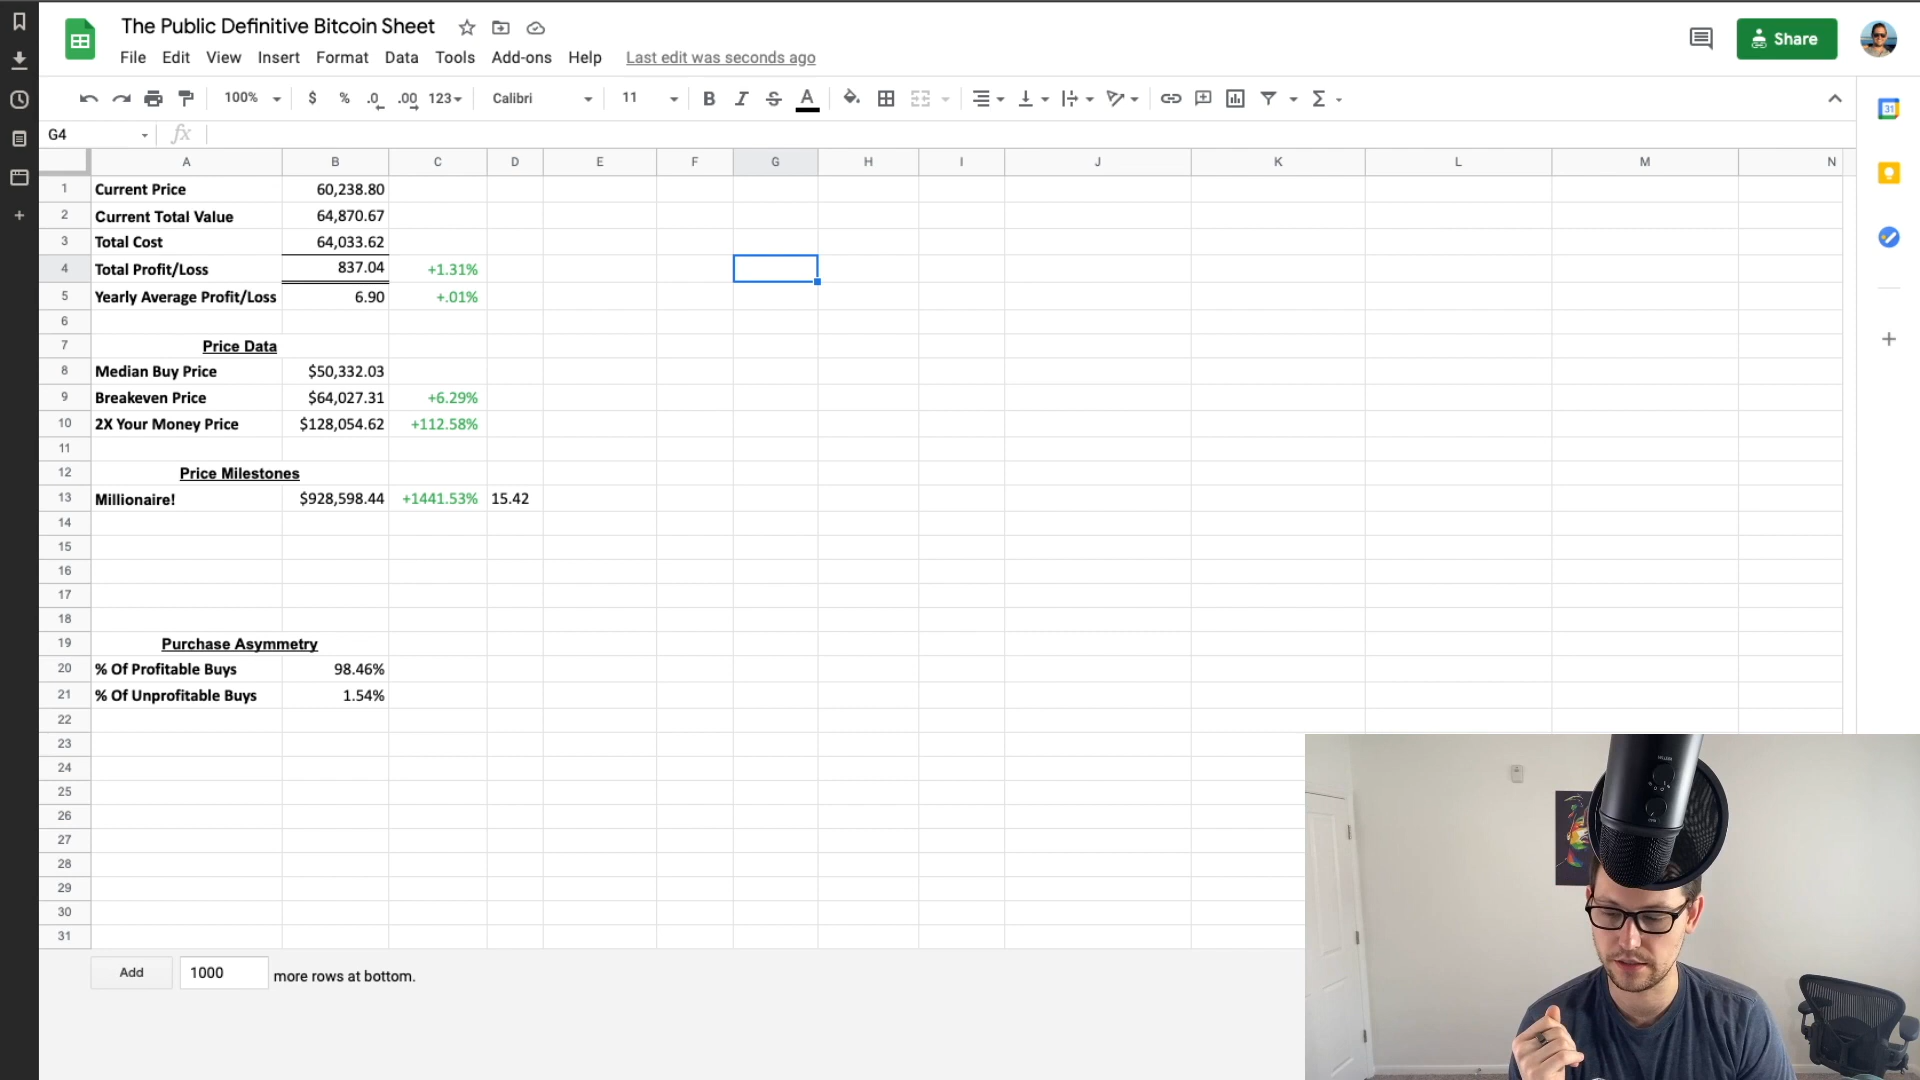 The Public Definitive Bitcoin Sheet
File Edit View Insert Format Data Tools Add-ons Help Last edit was seconds ago
Share
100% $ % .0 .00 123 Calibri 11 B I S A Σ
31
G4 fx
A B C D E F G H I J K L M N
1 Current Price 60,238.80
2 Current Total Value 64,870.67
3 Total Cost 64,033.62
4 Total Profit/Loss 837.04 +1.31%
5 Yearly Average Profit/Loss 6.90 +.01%
6
7 Price Data
8 Median Buy Price $50,332.03
9 Breakeven Price $64,027.31 +6.29%
10 2X Your Money Price $128,054.62 +112.58%
11
12 Price Milestones
13 Millionaire! $928,598.44 +1441.53% 15.42
14
15
16
17
18
19 Purchase Asymmetry
20 % Of Profitable Buys 98.46%
21 % Of Unprofitable Buys 1.54%
22
23
24
25
26
27
28
29
30
31
Add 1000 more rows at bottom.